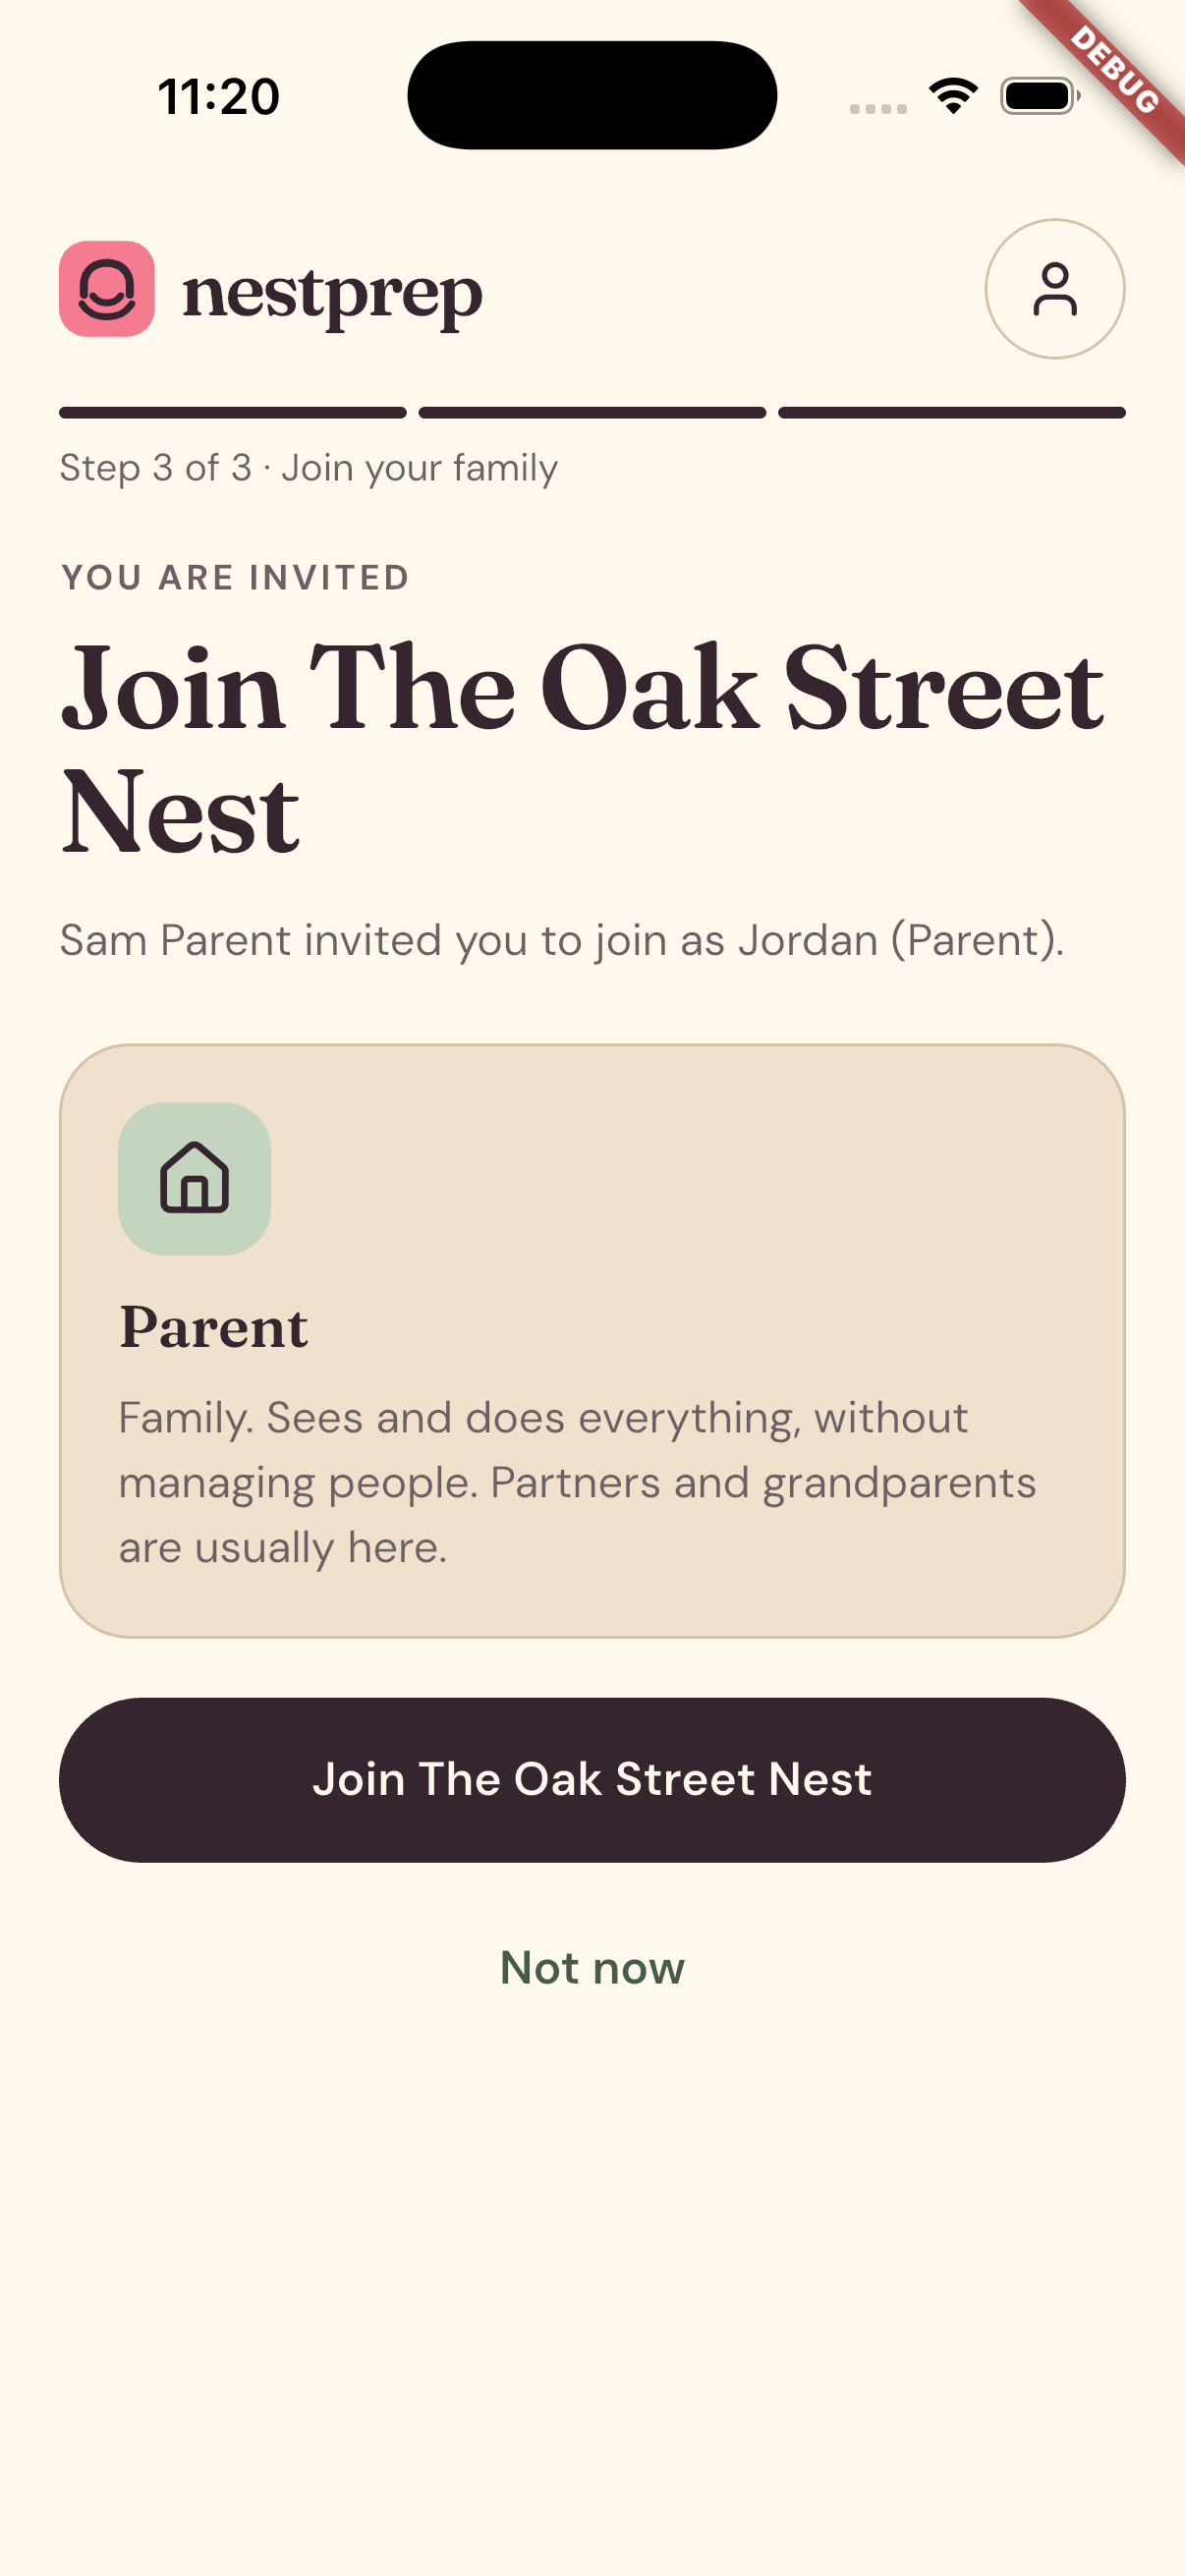 11:20
DEBUG
nestprep
Step 3 of 3 · Join your family
YOU ARE INVITED
Join The Oak Street
Nest
Sam Parent invited you to join as Jordan (Parent).
Parent
Family. Sees and does everything, without
managing people. Partners and grandparents
are usually here.
Join The Oak Street Nest
Not now